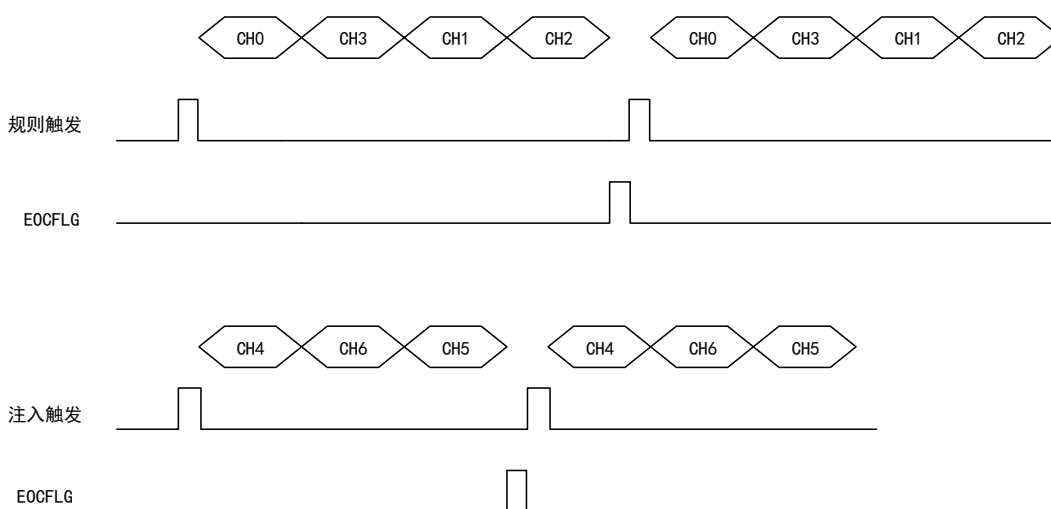 CH0 CH3 CH1 CH2 CH0 CH3 CH1 CH2
规则触发
EOCFLG
CH4 CH6 CH5 CH4 CH6 CH5
注入触发
EOCFLG